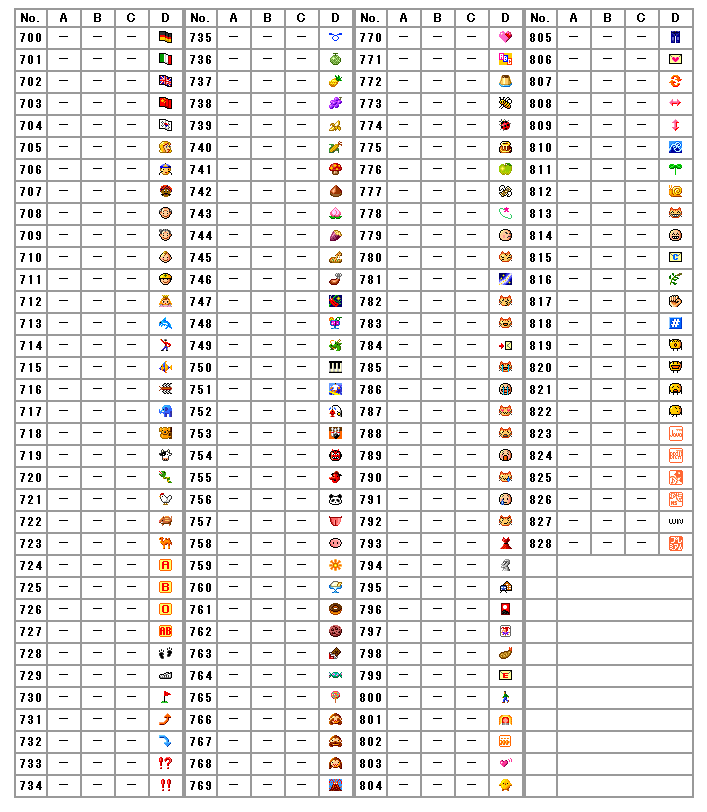 No. A B C D No. A B C D No. A B C D No. A B C D
700 — — — 735 — — — 770 — — — 805 — — —
701 — — — 736 — — — 771 — — — 806 — — —
702 — — — 737 — — — 772 — — — 807 — — —
703 — — — 738 — — — 773 — — — 808 — — —
704 — — — 739 — — — 774 — — — 809 — — —
705 — — — 740 — — — 775 — — — 810 — — —
706 — — — 741 — — — 776 — — — 811 — — —
707 — — — 742 — — — 777 — — — 812 — — —
708 — — — 743 — — — 778 — — — 813 — — —
709 — — — 744 — — — 779 — — — 814 — — —
710 — — — 745 — — — 780 — — — 815 — — — C
711 — — — 746 — — — 781 — — — 816 — — —
712 — — — 747 — — — 782 — — — 817 — — —
713 — — — 748 — — — 783 — — — 818 — — — #
714 — — — 749 — — — 784 — — — 819 — — —
715 — — — 750 — — — 785 — — — 820 — — —
716 — — — 751 — — — 786 — — — 821 — — —
717 — — — 752 — — — 787 — — — 822 — — —
718 — — — 753 — — — 788 — — — 823 — — —
719 — — — 754 — — — 789 — — — 824 — — —
720 — — — 755 — — — 790 — — — 825 — — —
721 — — — 756 — — — 791 — — — 826 — — —
722 — — — 757 — — — 792 — — — 827 — — — WIN
723 — — — 758 — — — 793 — — — 828 — — —
724 — — — A 759 — — — 794 — — —
725 — — — B 760 — — — 795 — — —
726 — — — O 761 — — — 796 — — —
727 — — — AB 762 — — — 797 — — —
728 — — — 763 — — — 798 — — —
729 — — — 764 — — — 799 — — — E
730 — — — 765 — — — 800 — — —
731 — — — 766 — — — 801 — — —
732 — — — 767 — — — 802 — — —
733 — — — !? 768 — — — 803 — — —
734 — — — !! 769 — — — 804 — — —